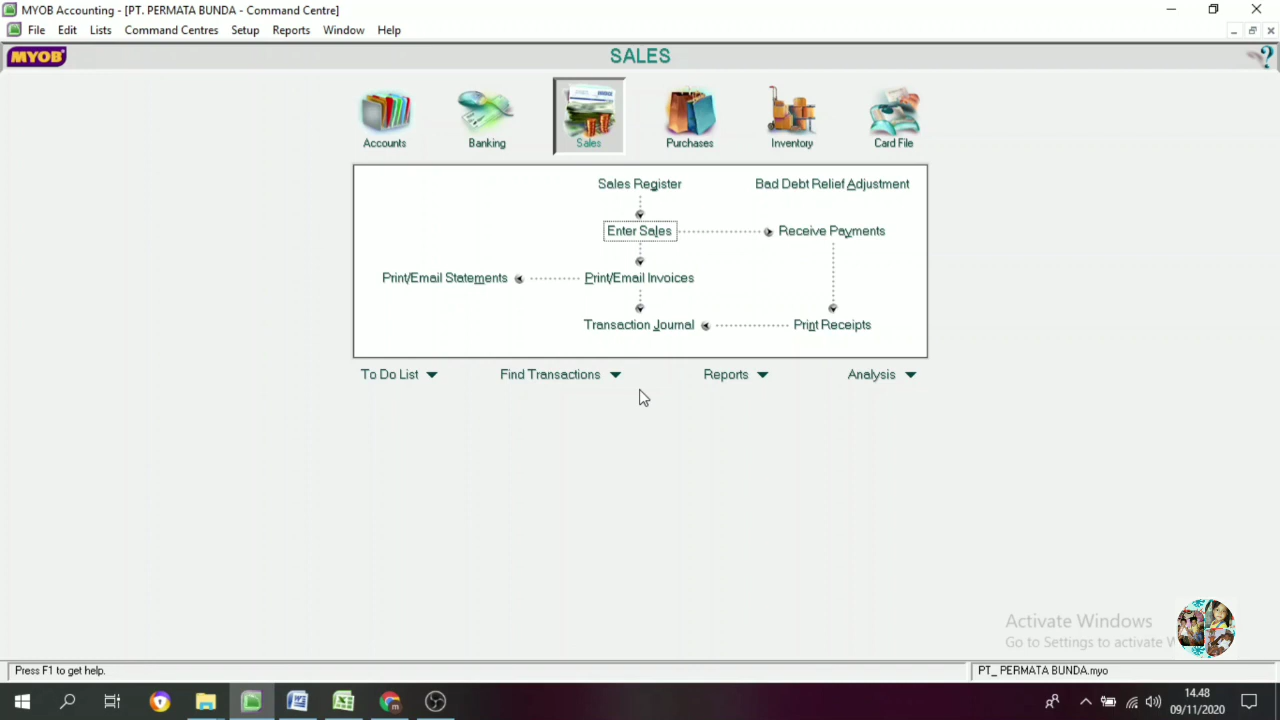 MYOB Accounting - [PT. PERMATA BUNDA - Command Centre]
File Edit Lists Command Centres Setup Reports Window Help
MYOB
SALES
Accounts Banking Sales Purchases Inventory Card File
Sales Register Bad Debt Relief Adjustment
Enter Sales Receive Payments
Print/Email Statements Print/Email Invoices
Transaction Journal Print Receipts
To Do List Find Transactions Reports Analysis
Activate Windows
Go to Settings to activate W
Press F1 to get help. PT_ PERMATA BUNDA.myo
14.48
09/11/2020